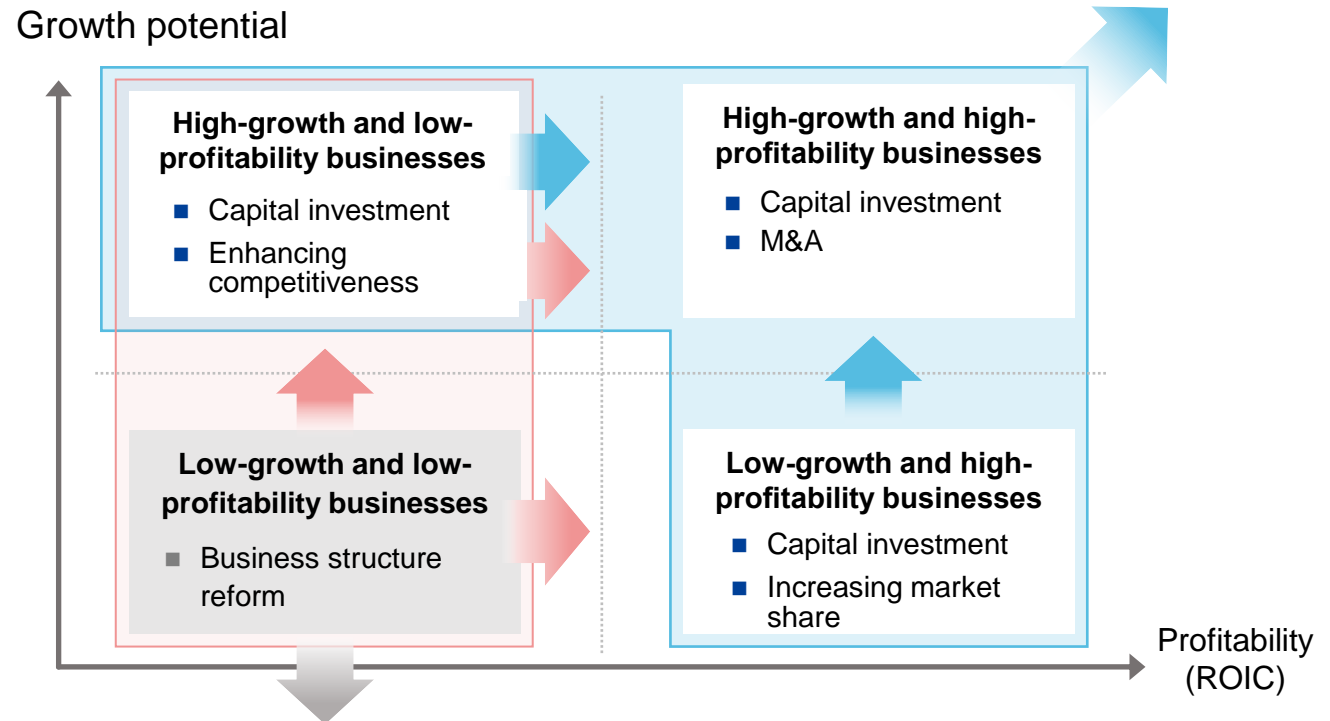 Growth potential
High-growth and low-
profitability businesses
■ Capital investment
■ Enhancing
competitiveness
High-growth and high-
profitability businesses
■ Capital investment
■ M&A
Low-growth and low-
profitability businesses
■ Business structure
reform
Low-growth and high-
profitability businesses
■ Capital investment
■ Increasing market
share
Profitability
(ROIC)